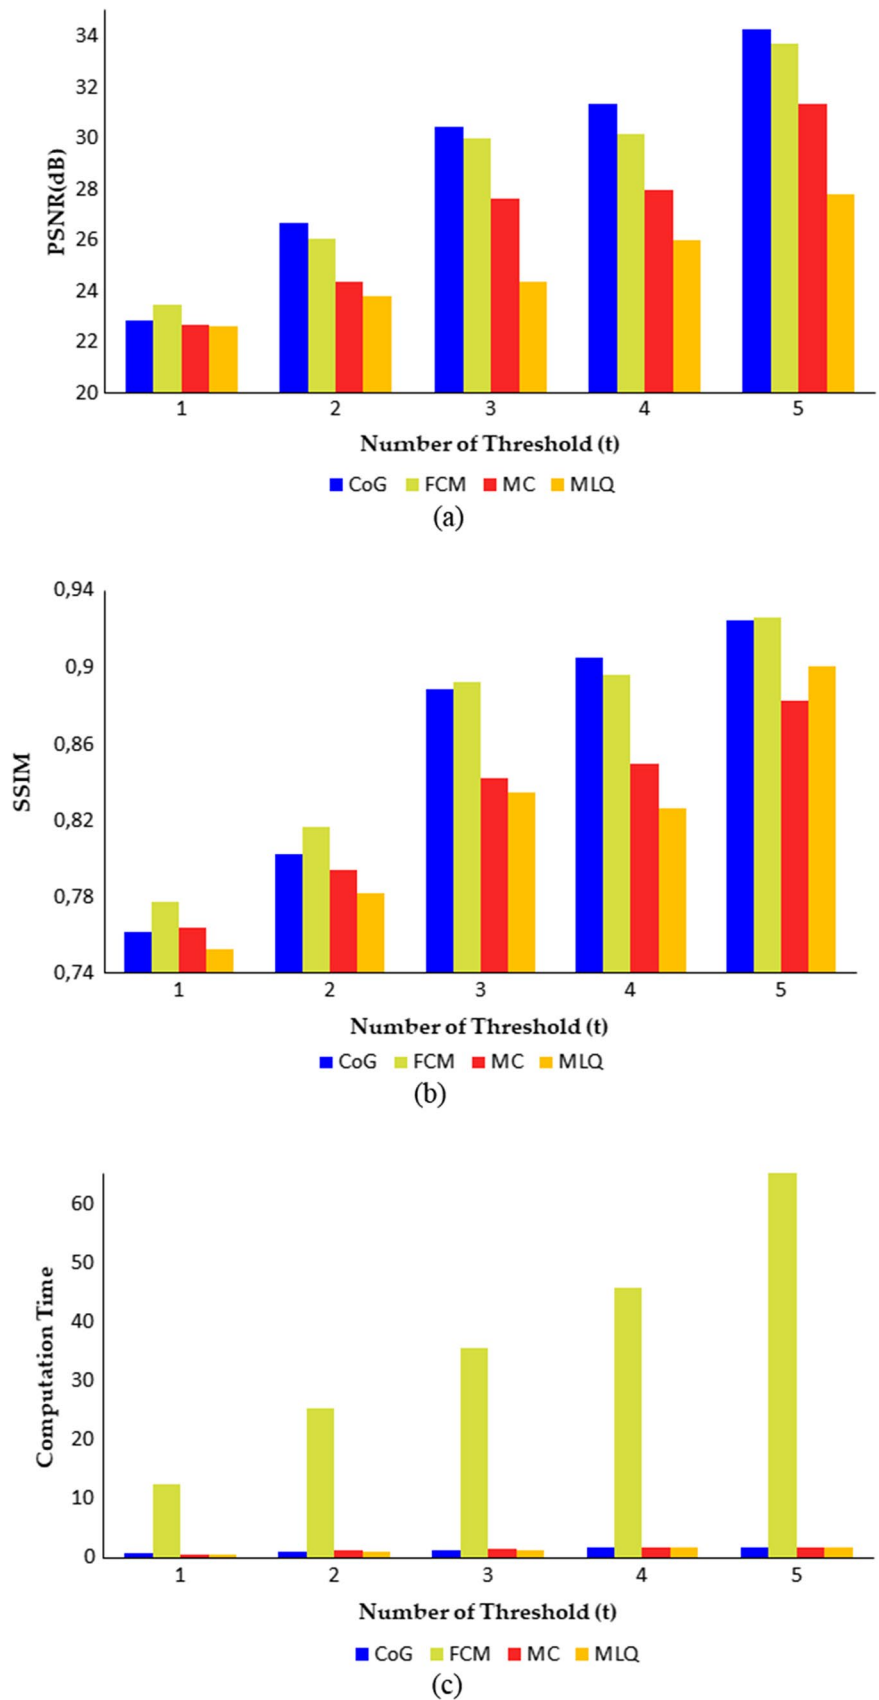 34
32
30
28
26
24
22
20
PSNR(dB)
1 2 3 4 5
Number of Threshold (t)
CoG FCM MC MLQ
(a)
0,94
0,9
0,86
0,82
0,78
0,74
SSIM
1 2 3 4 5
Number of Threshold (t)
CoG FCM MC MLQ
(b)
60
50
40
30
20
10
0
Computation Time
1 2 3 4 5
Number of Threshold (t)
CoG FCM MC MLQ
(c)